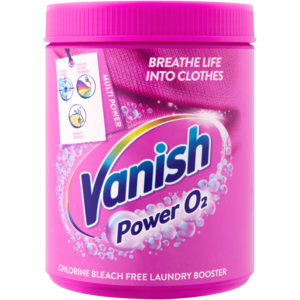 BREATHE LIFE
INTO CLOTHES
MULTI POWER
Vanish
Power O2
CHLORINE BLEACH FREE LAUNDRY BOOSTER